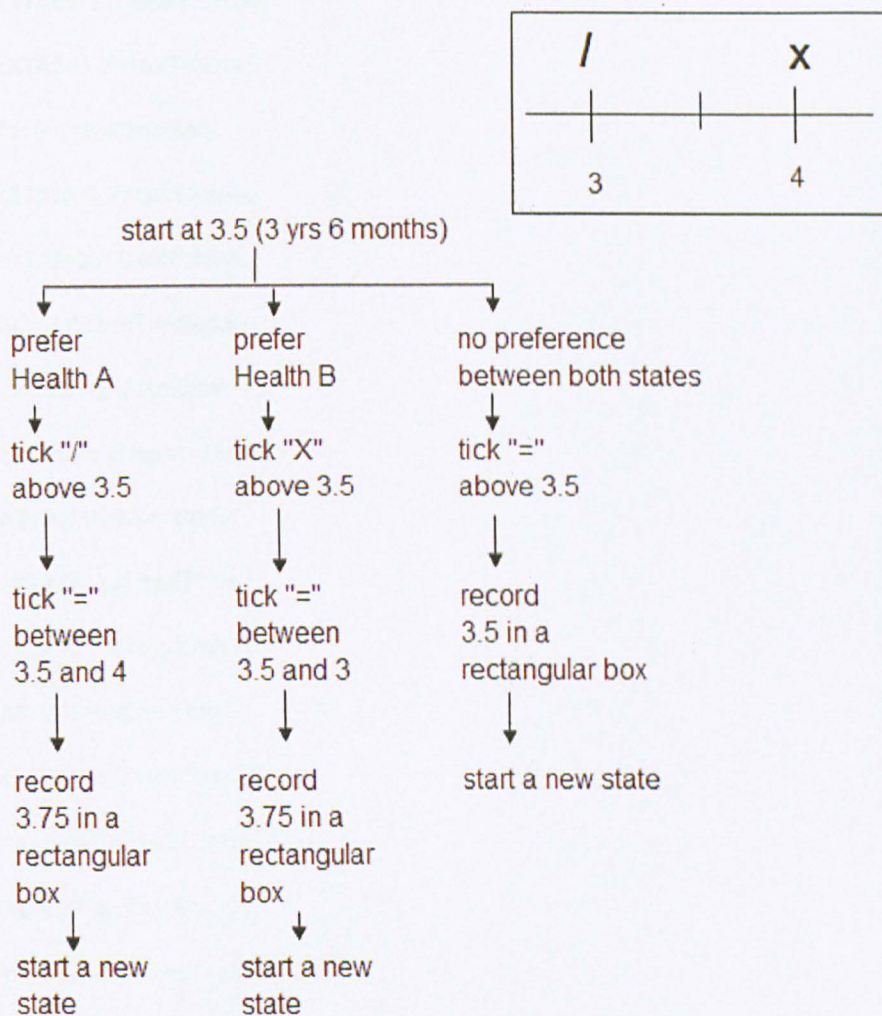 / X
3 4
start at 3.5 (3 yrs 6 months)
prefer
Health A
tick "/"
above 3.5
tick "="
between
3.5 and 4
record
3.75 in a
rectangular
box
start a new
state
prefer
Health B
tick "X"
above 3.5
tick "="
between
3.5 and 3
record
3.75 in a
rectangular
box
start a new
state
no preference
between both states
tick "="
above 3.5
record
3.5 in a
rectangular box
start a new state